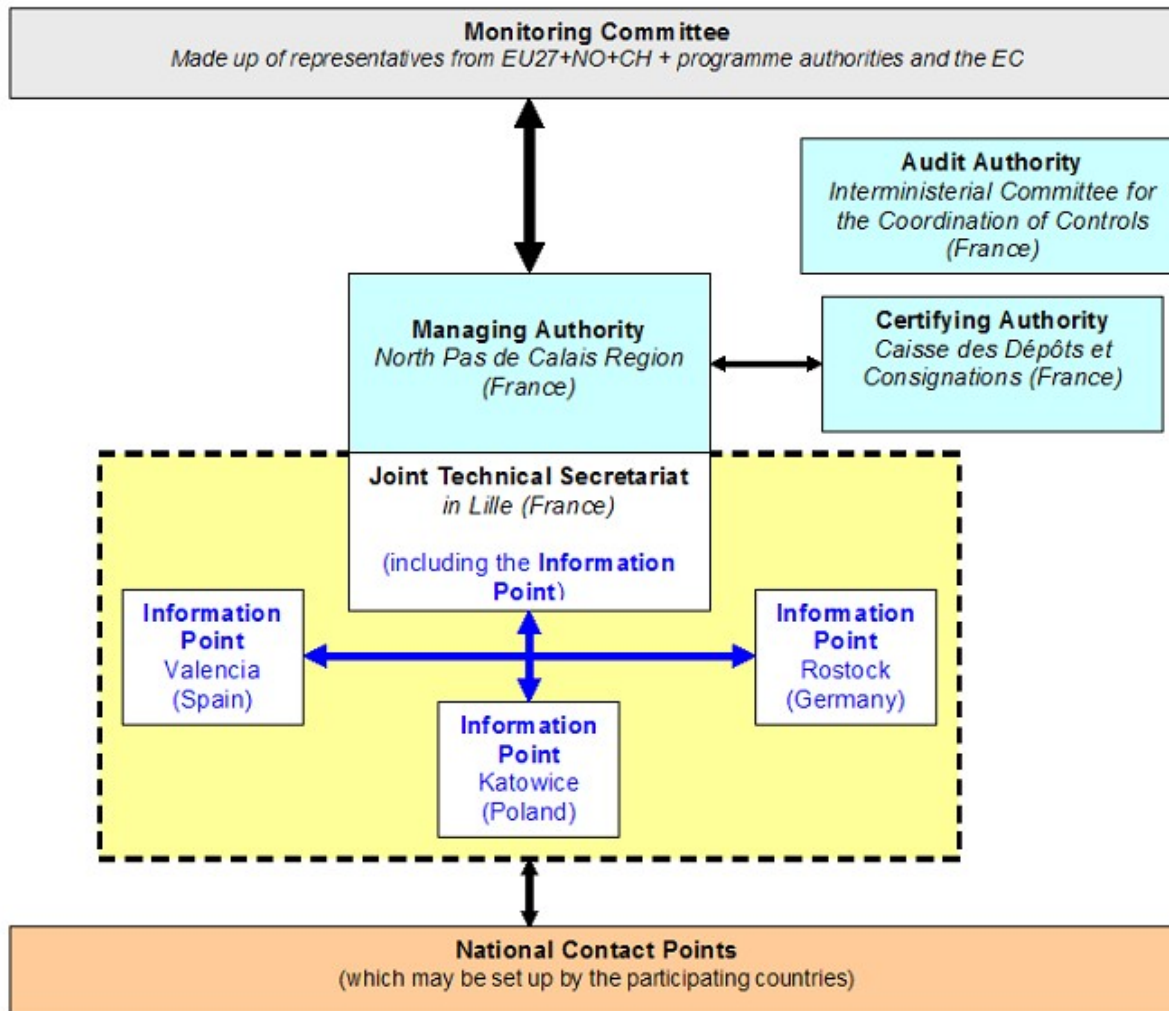 Monitoring Committee
Made up of representatives from EU27+NO+CH + programme authorities and the EC
Audit Authority
Interministerial Committee for
the Coordination of Controls
(France)
Managing Authority
North Pas de Calais Region
(France)
Certifying Authority
Caisse des Dépôts et
Consignations (France)
Joint Technical Secretariat
in Lille (France)
(including the Information
Point)
Information
Point
Valencia
(Spain)
Information
Point
Rostock
(Germany)
Information
Point
Katowice
(Poland)
National Contact Points
(which may be set up by the participating countries)